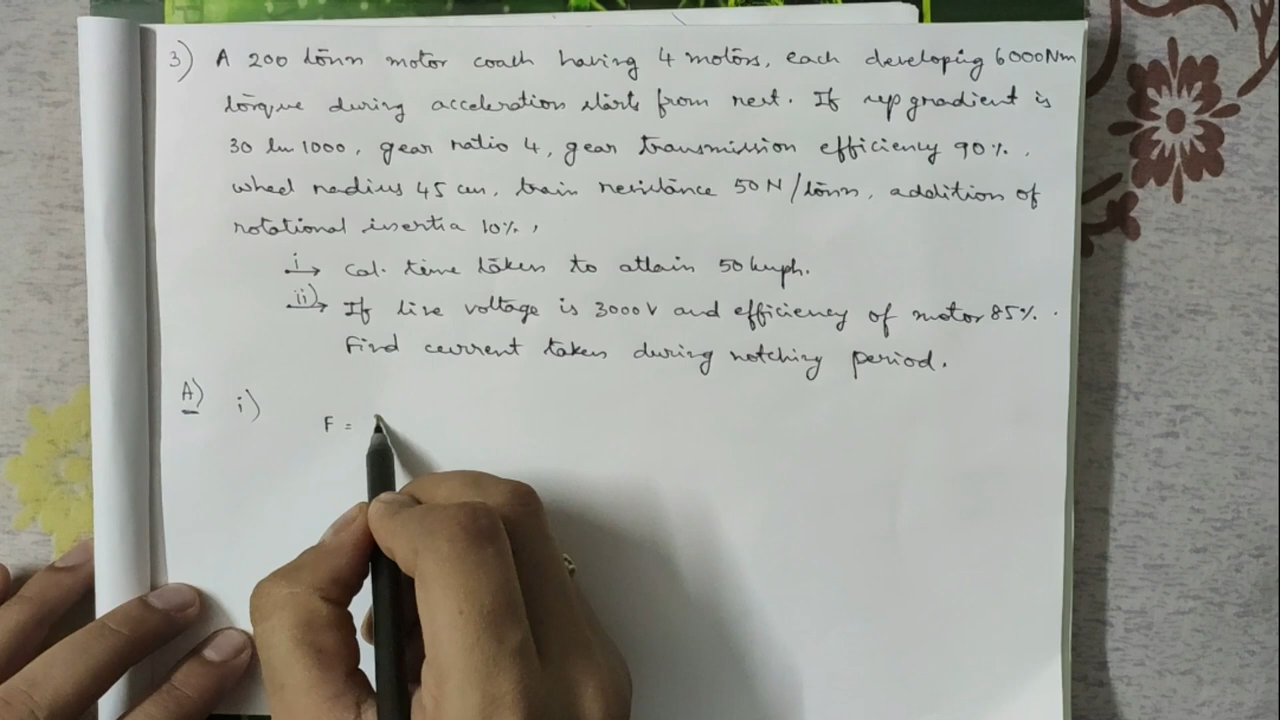 3) A 200 tonn motor coach having 4 motors, each developing 6000Nm
torque during acceleration starts from rest. If up gradient is
30 in 1000, gear ratio 4, gear transmission efficiency 90%,
wheel radius 45 cm, train resistance 50 N/tonn, addition of
rotational inertia 10%,
i → Cal. time taken to attain 50 kmph.
ii) → If line voltage is 3000V and efficiency of motor 85%.
Find current taken during notching period.
A) i) F =